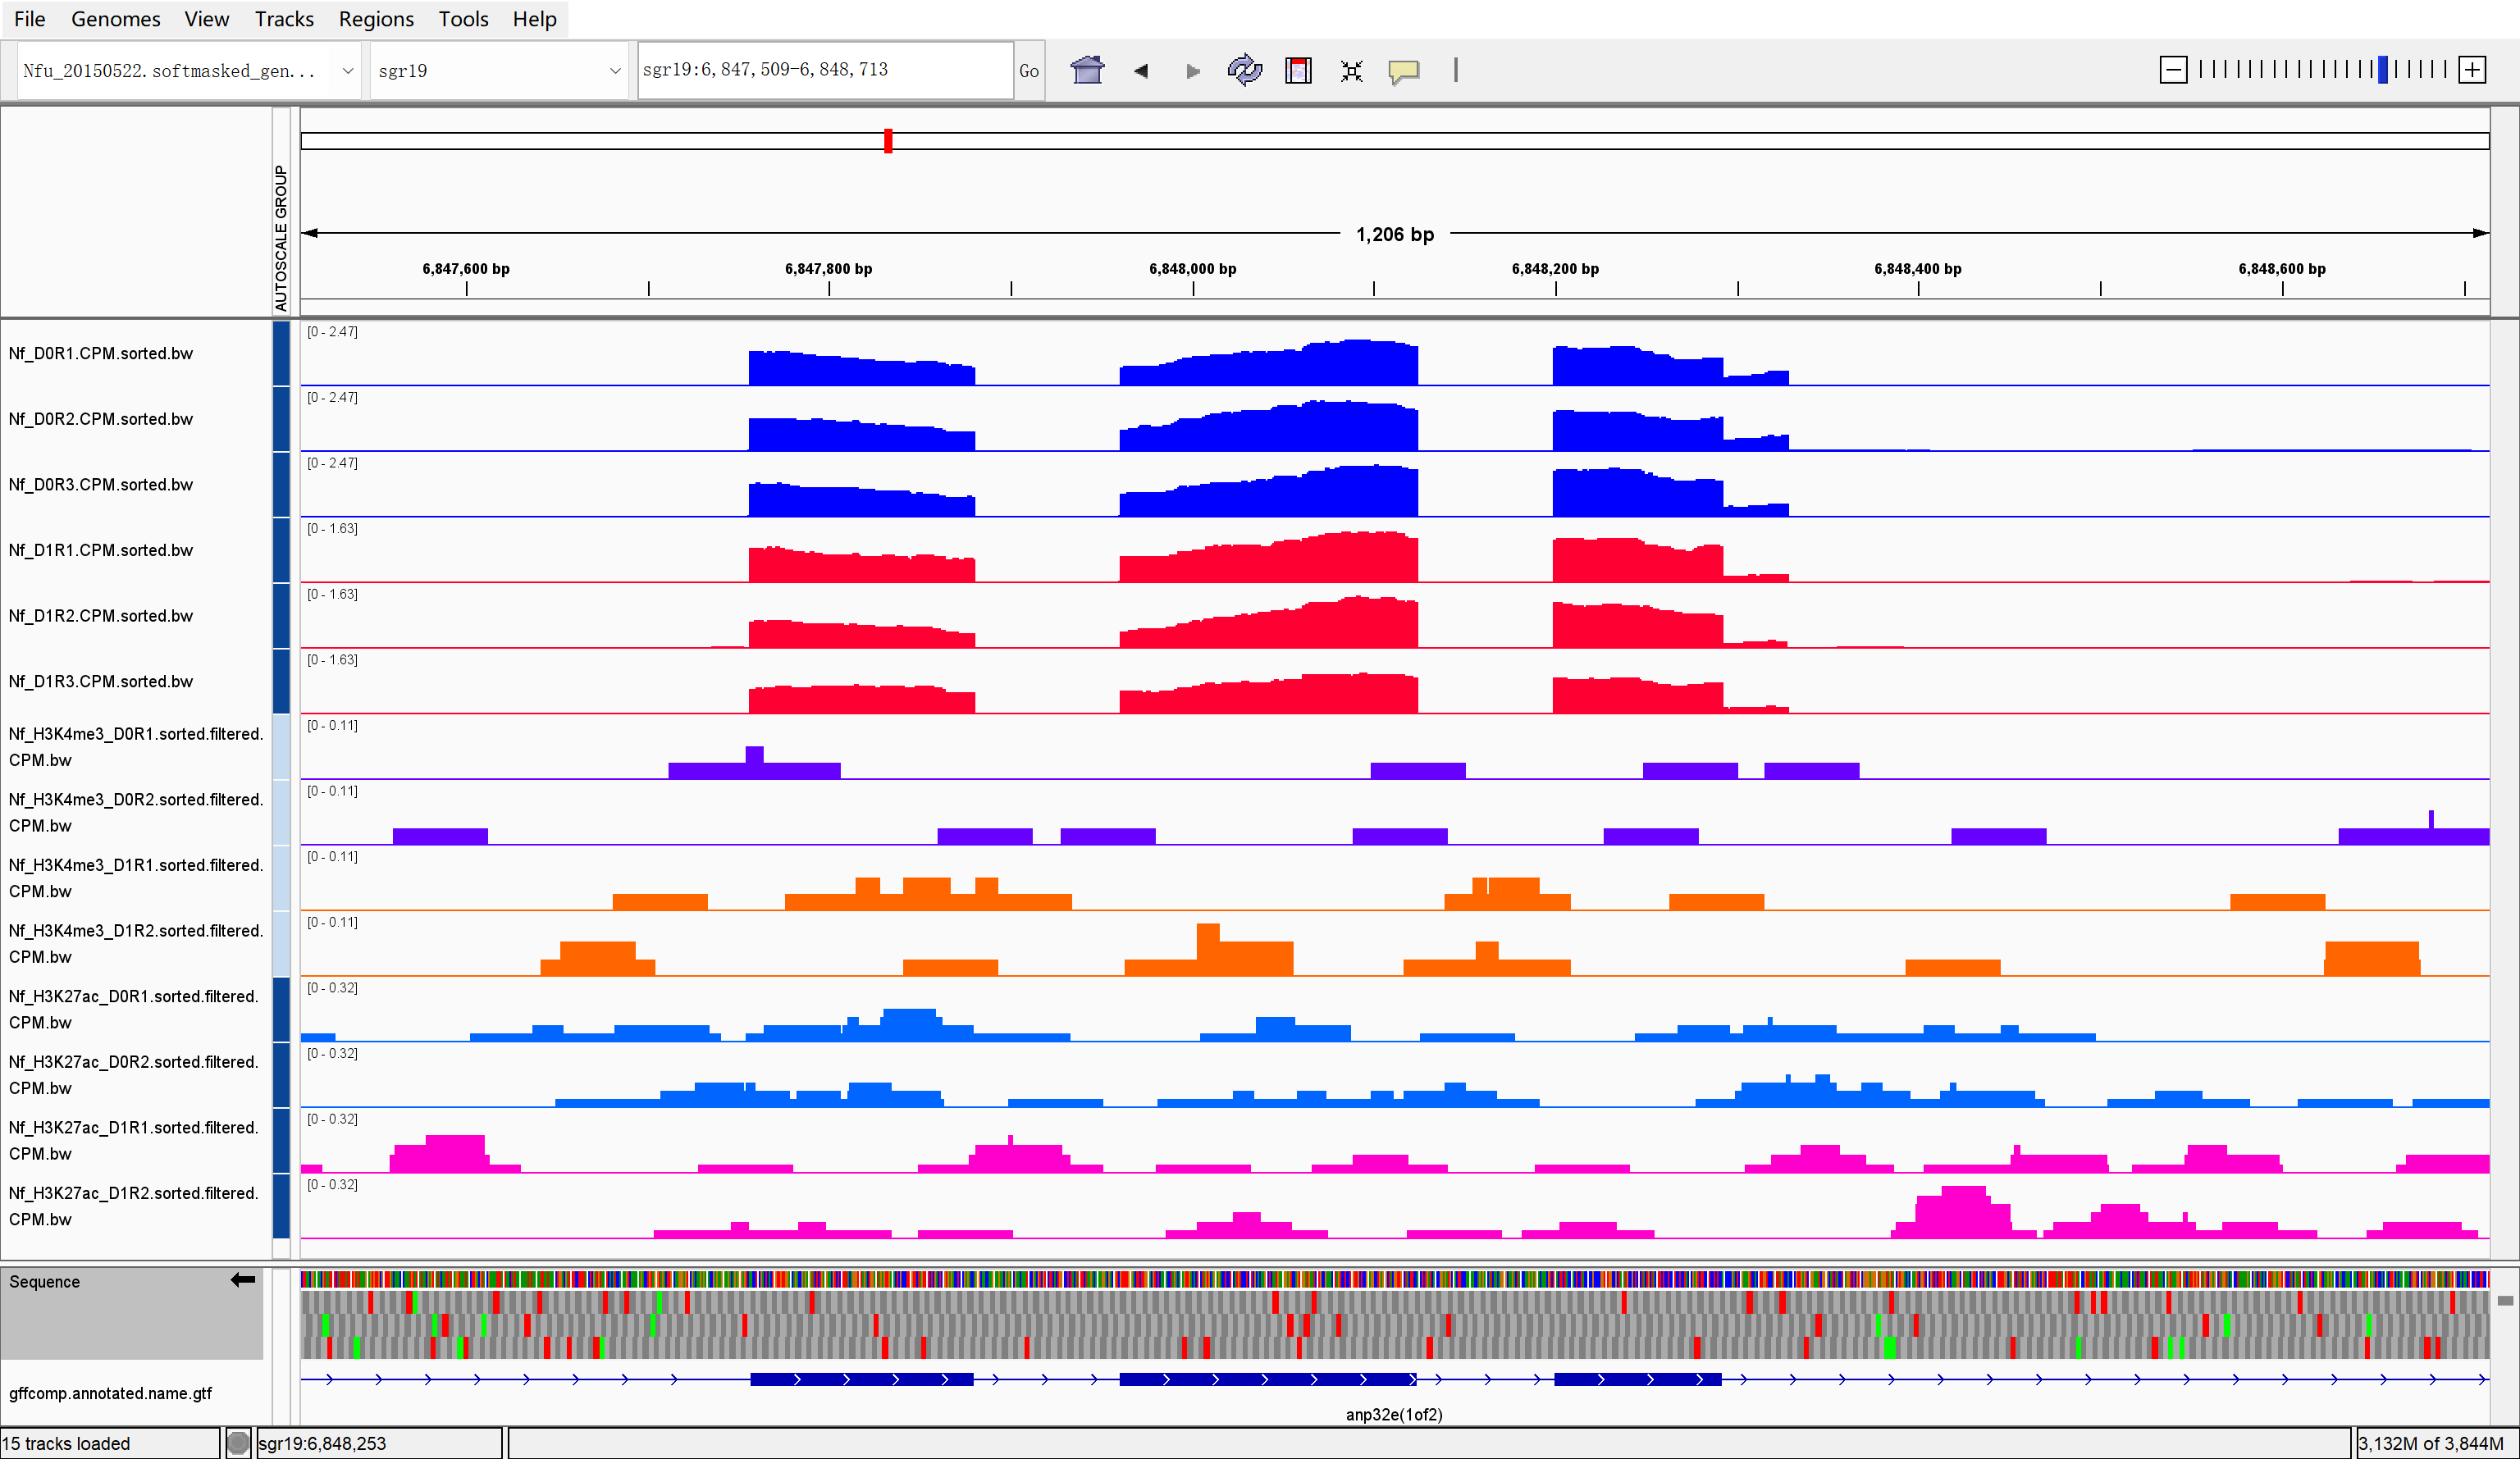 File Genomes View Tracks Regions Tools Help
Nfu_20150522.softmasked_gen... sgr19 sgr19:6,847,509-6,848,713 Go
AUTOSCALE GROUP
1,206 bp
6,847,600 bp 6,847,800 bp 6,848,000 bp 6,848,200 bp 6,848,400 bp 6,848,600 bp
[0 - 2.47]
Nf_D0R1.CPM.sorted.bw
[0 - 2.47]
Nf_D0R2.CPM.sorted.bw
[0 - 2.47]
Nf_D0R3.CPM.sorted.bw
[0 - 1.63]
Nf_D1R1.CPM.sorted.bw
[0 - 1.63]
Nf_D1R2.CPM.sorted.bw
[0 - 1.63]
Nf_D1R3.CPM.sorted.bw
[0 - 0.11]
Nf_H3K4me3_D0R1.sorted.filtered.
CPM.bw
[0 - 0.11]
Nf_H3K4me3_D0R2.sorted.filtered.
CPM.bw
[0 - 0.11]
Nf_H3K4me3_D1R1.sorted.filtered.
CPM.bw
[0 - 0.11]
Nf_H3K4me3_D1R2.sorted.filtered.
CPM.bw
[0 - 0.32]
Nf_H3K27ac_D0R1.sorted.filtered.
CPM.bw
[0 - 0.32]
Nf_H3K27ac_D0R2.sorted.filtered.
CPM.bw
[0 - 0.32]
Nf_H3K27ac_D1R1.sorted.filtered.
CPM.bw
[0 - 0.32]
Nf_H3K27ac_D1R2.sorted.filtered.
CPM.bw
Sequence
gffcomp.annotated.name.gtf
anp32e(1of2)
15 tracks loaded sgr19:6,848,253 3,132M of 3,844M